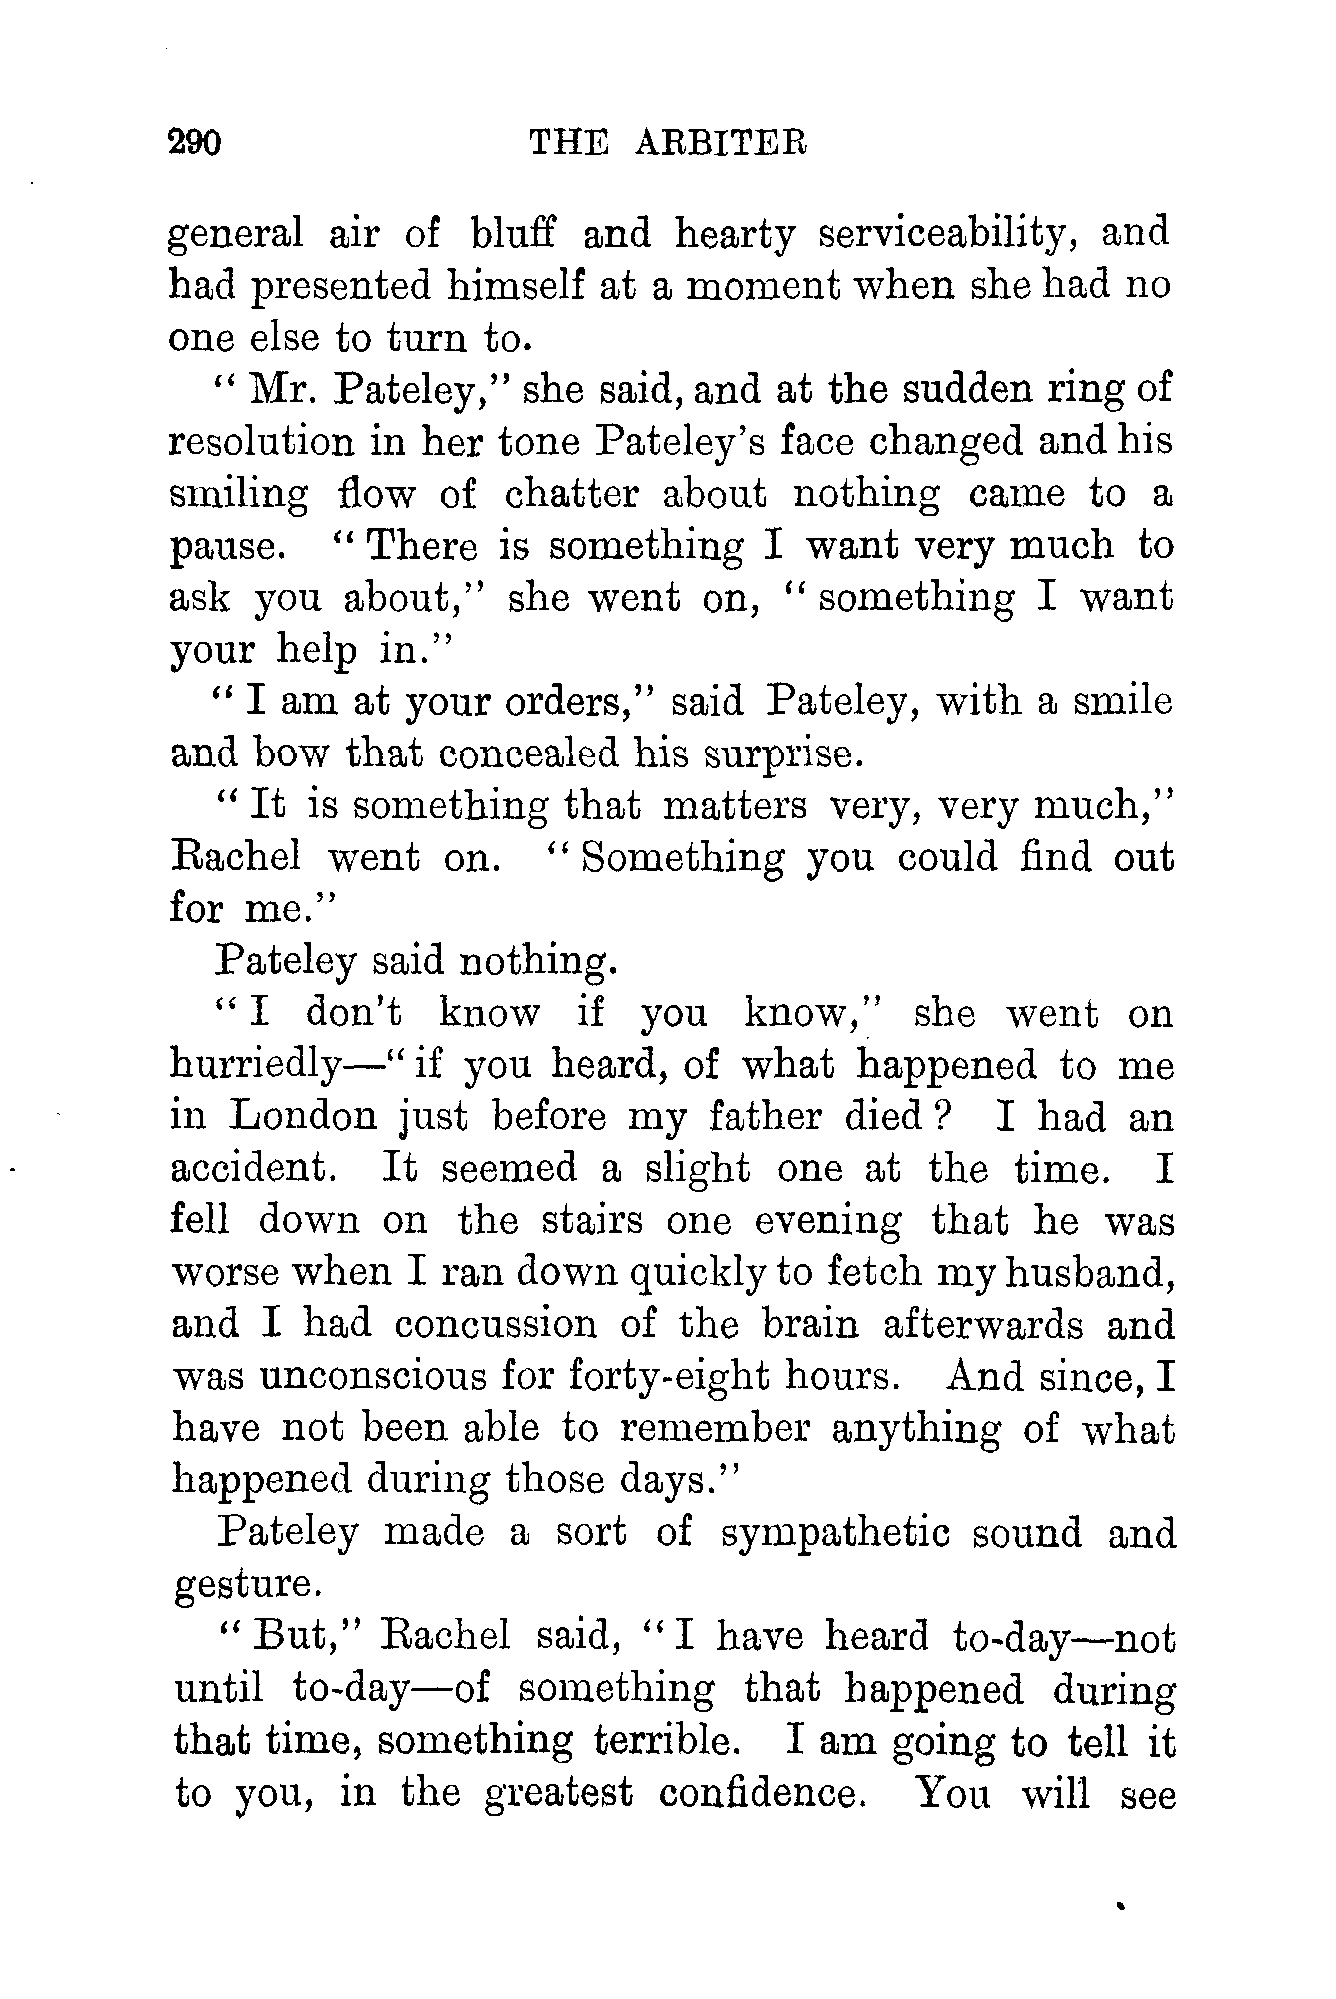 290 THE ARBITER
general air of bluff and hearty serviceability, and
had presented himself at a moment when she had no
one else to turn to.
" Mr. Pateley," she said, and at the sudden ring of
resolution in her tone Pateley's face changed and his
smiling flow of chatter about nothing came to a
pause. " There is something I want very much to
ask you about," she went on, " something I want
your help in."
" I am at your orders," said Pateley, with a smile
and bow that concealed his surprise.
" It is something that matters very, very much,"
Rachel went on. " Something you could find out
for me."
Pateley said nothing.
" I don't know if you know," she went on
hurriedly—" if you heard, of what happened to me
in London just before my father died ? I had an
accident. It seemed a slight one at the time. I
fell down on the stairs one evening that he was
worse when I ran down quickly to fetch my husband,
and I had concussion of the brain afterwards and
was unconscious for forty-eight hours. And since, I
have not been able to remember anything of what
happened during those days."
Pateley made a sort of sympathetic sound and
gesture.
" But," Rachel said, " I have heard to-day—not
until to-day—of something that happened during
that time, something terrible. I am going to tell it
to you, in the greatest confidence. You will see